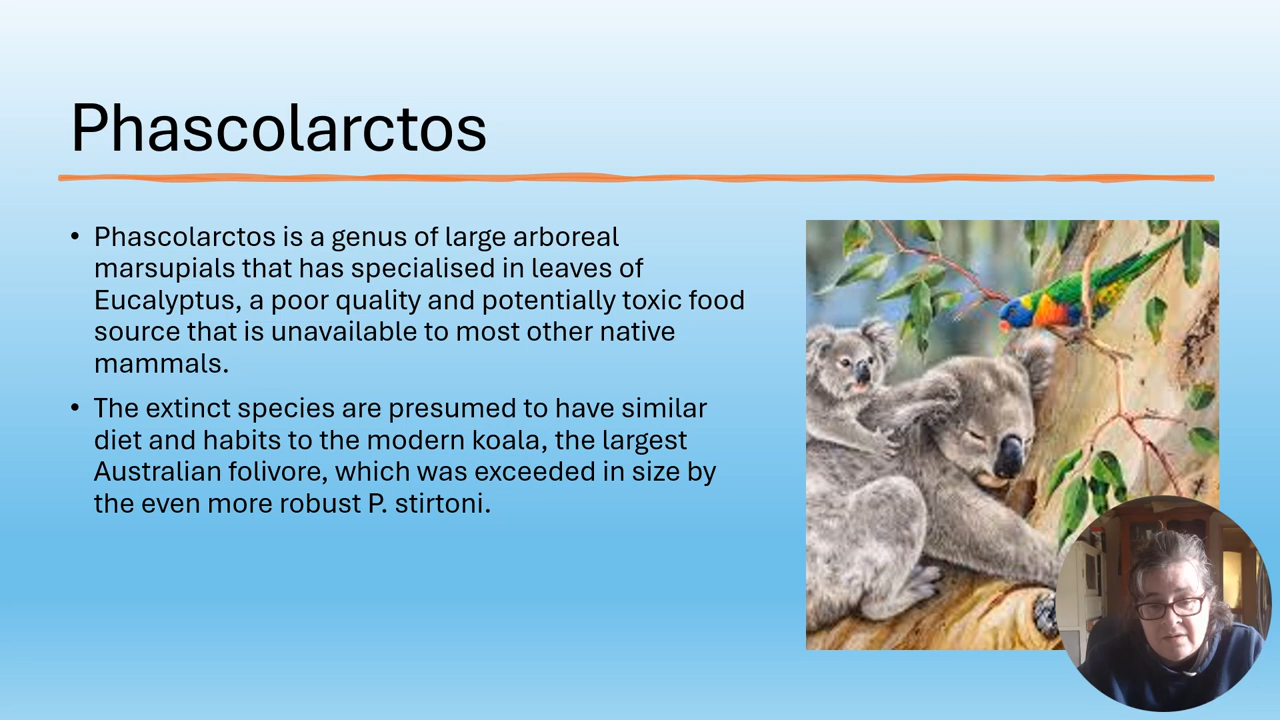 Phascolarctos
• Phascolarctos is a genus of large arboreal
marsupials that has specialised in leaves of
Eucalyptus, a poor quality and potentially toxic food
source that is unavailable to most other native
mammals.
• The extinct species are presumed to have similar
diet and habits to the modern koala, the largest
Australian folivore, which was exceeded in size by
the even more robust P. stirtoni.